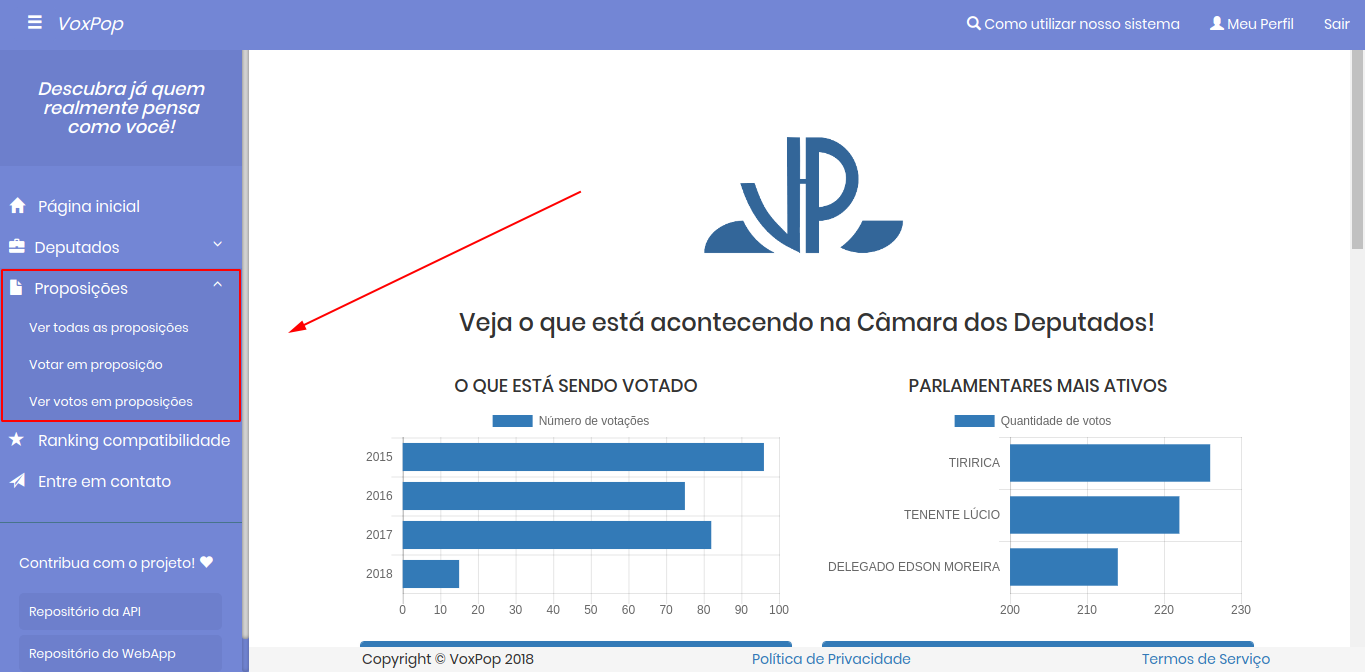 VoxPop
Como utilizar nosso sistema
Meu Perfil
Sair
Descubra já quem
realmente pensa
como você!
Página inicial
Deputados
Proposições
Ver todas as proposições
Votar em proposição
Ver votos em proposições
Ranking compatibilidade
Entre em contato
Contribua com o projeto!
Repositório da API
Repositório do WebApp
VP
Veja o que está acontecendo na Câmara dos Deputados!
O QUE ESTÁ SENDO VOTADO
Número de votações
2015
2016
2017
2018
0 10 20 30 40 50 60 70 80 90 100
PARLAMENTARES MAIS ATIVOS
Quantidade de votos
TIRIRICA
TENENTE LÚCIO
DELEGADO EDSON MOREIRA
200 210 220 230
Copyright © VoxPop 2018
Política de Privacidade
Termos de Serviço